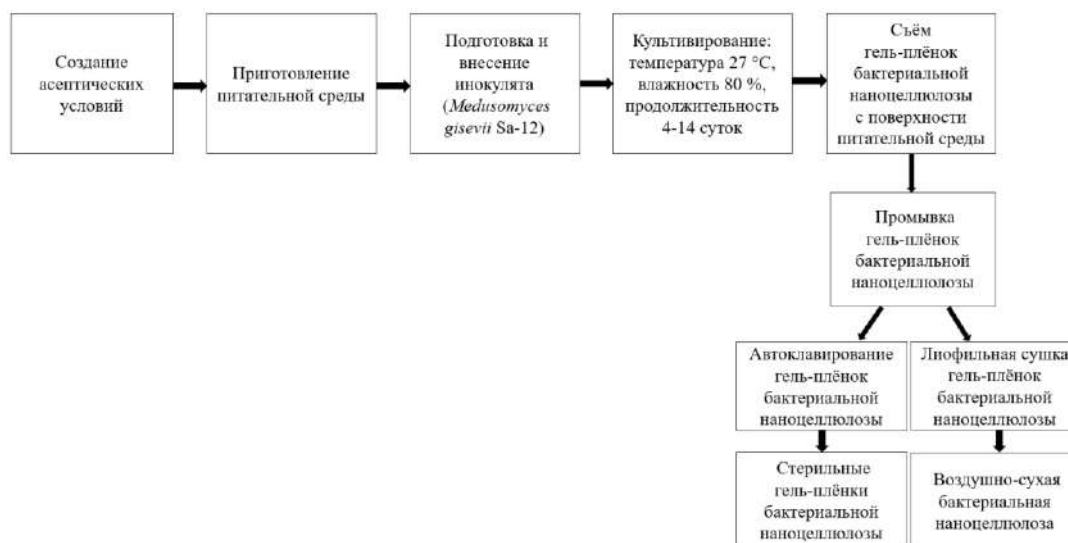 Создание
асептических
условий
Приготовление
питательной среды
Подготовка и
внесение
инокулята
(Medusomyces
gisevii Sa-12)
Культивирование:
температура 27 °С,
влажность 80 %,
продолжительность
4-14 суток
Съём
гель-плёнок
бактериальной
наноцеллюлозы
с поверхности
питательной среды
Промывка
гель-плёнок
бактериальной
наноцеллюлозы
Автоклавирование
гель-плёнок
бактериальной
наноцеллюлозы
Лиофильная сушка
гель-плёнок
бактериальной
наноцеллюлозы
Стерильные
гель-плёнки
бактериальной
наноцеллюлозы
Воздушно-сухая
бактериальная
наноцеллюлоза